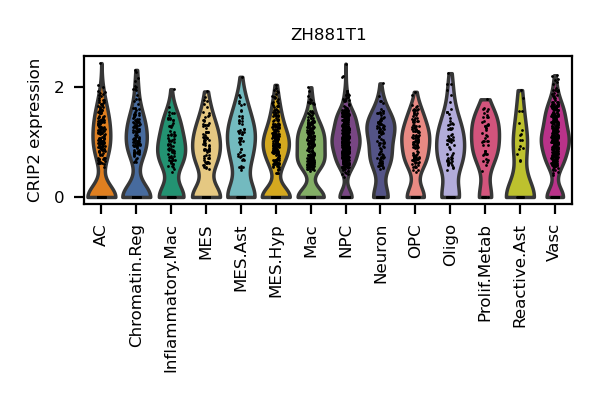 ZH881T1
CRIP2 expression
2
0
AC
Chromatin.Reg
Inflammatory.Mac
MES
MES.Ast
MES.Hyp
Mac
NPC
Neuron
OPC
Oligo
Prolif.Metab
Reactive.Ast
Vasc